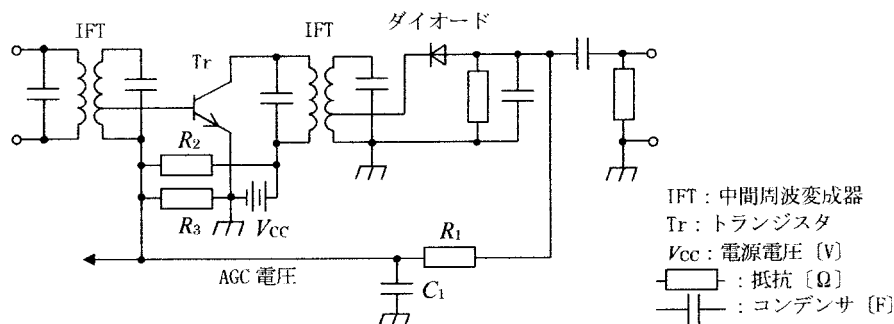 IFT
IFT
ダイオード
Tr
R2
R3
VCC
R1
AGC 電圧
C1
IFT：中間周波変成器
Tr：トランジスタ
VCC：電源電圧〔V〕
：抵抗〔Ω〕
：コンデンサ〔F〕